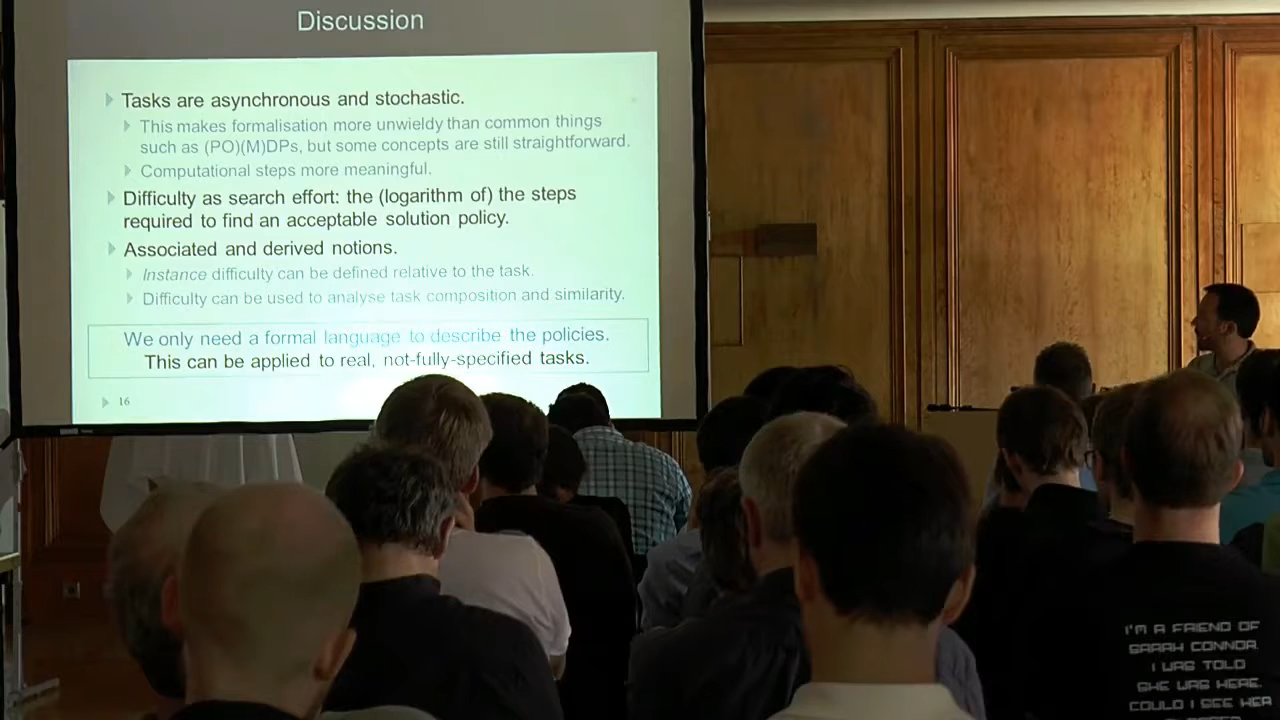 Discussion
Tasks are asynchronous and stochastic.
This makes formalisation more unwieldy than common things
such as (PO)(M)DPs, but some concepts are still straightforward.
Computational steps more meaningful.
Difficulty as search effort: the (logarithm of) the steps
required to find an acceptable solution policy.
Associated and derived notions.
Instance difficulty can be defined relative to the task.
Difficulty can be used to analyse task composition and similarity.
We only need a formal language to describe the policies.
This can be applied to real, not-fully-specified tasks.
16
I'M A FRIEND OF
SARAH CONNOR.
I WAS TOLD
SHE WAS HERE.
COULD I SEE HER